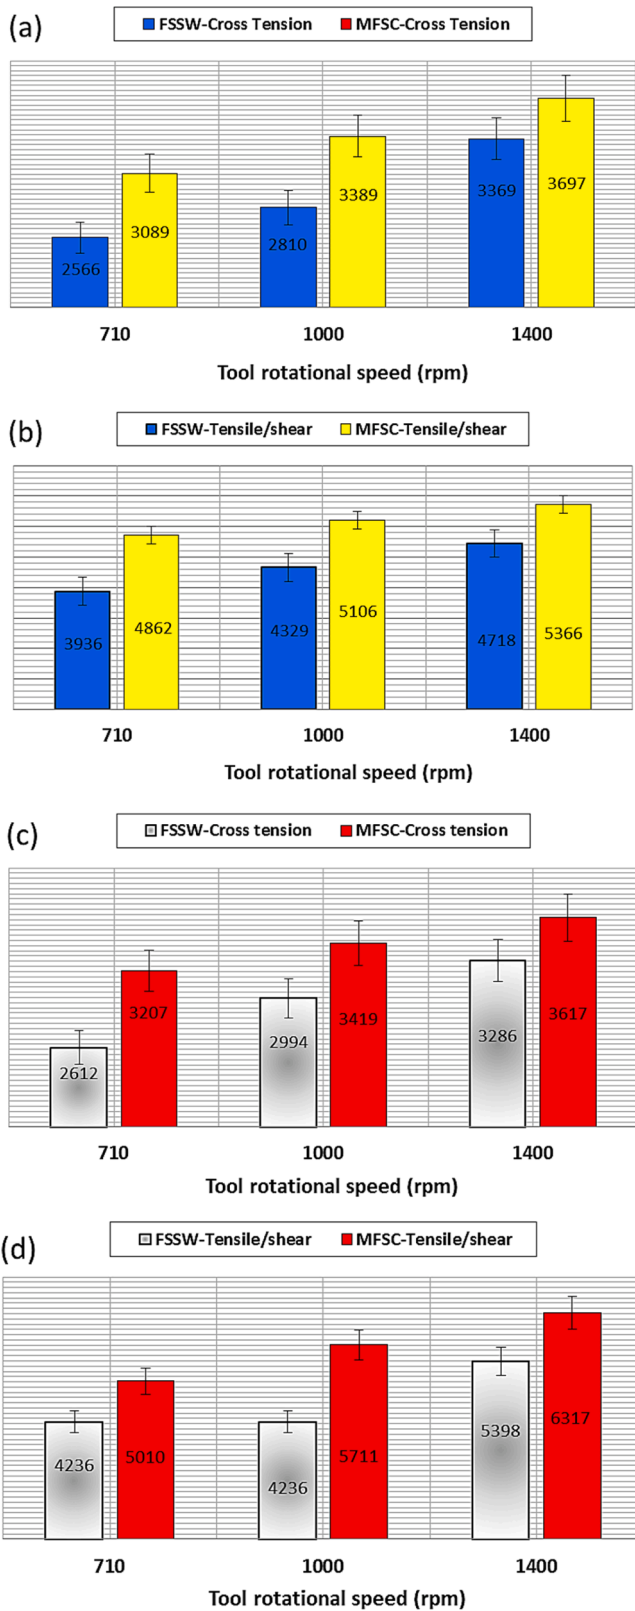 (a)
FSSW-Cross Tension MFSC-Cross Tension
2566 3089 2810 3389 3369 3697
710 1000 1400
Tool rotational speed (rpm)
(b)
FSSW-Tensile/shear MFSC-Tensile/shear
3936 4862 4329 5106 4718 5366
710 1000 1400
Tool rotational speed (rpm)
(c)
FSSW-Cross tension MFSC-Cross tension
2612 3207 2994 3419 3286 3617
710 1000 1400
Tool rotational speed (rpm)
(d)
FSSW-Tensile/shear MFSC-Tensile/shear
4236 5010 4236 5711 5398 6317
710 1000 1400
Tool rotational speed (rpm)